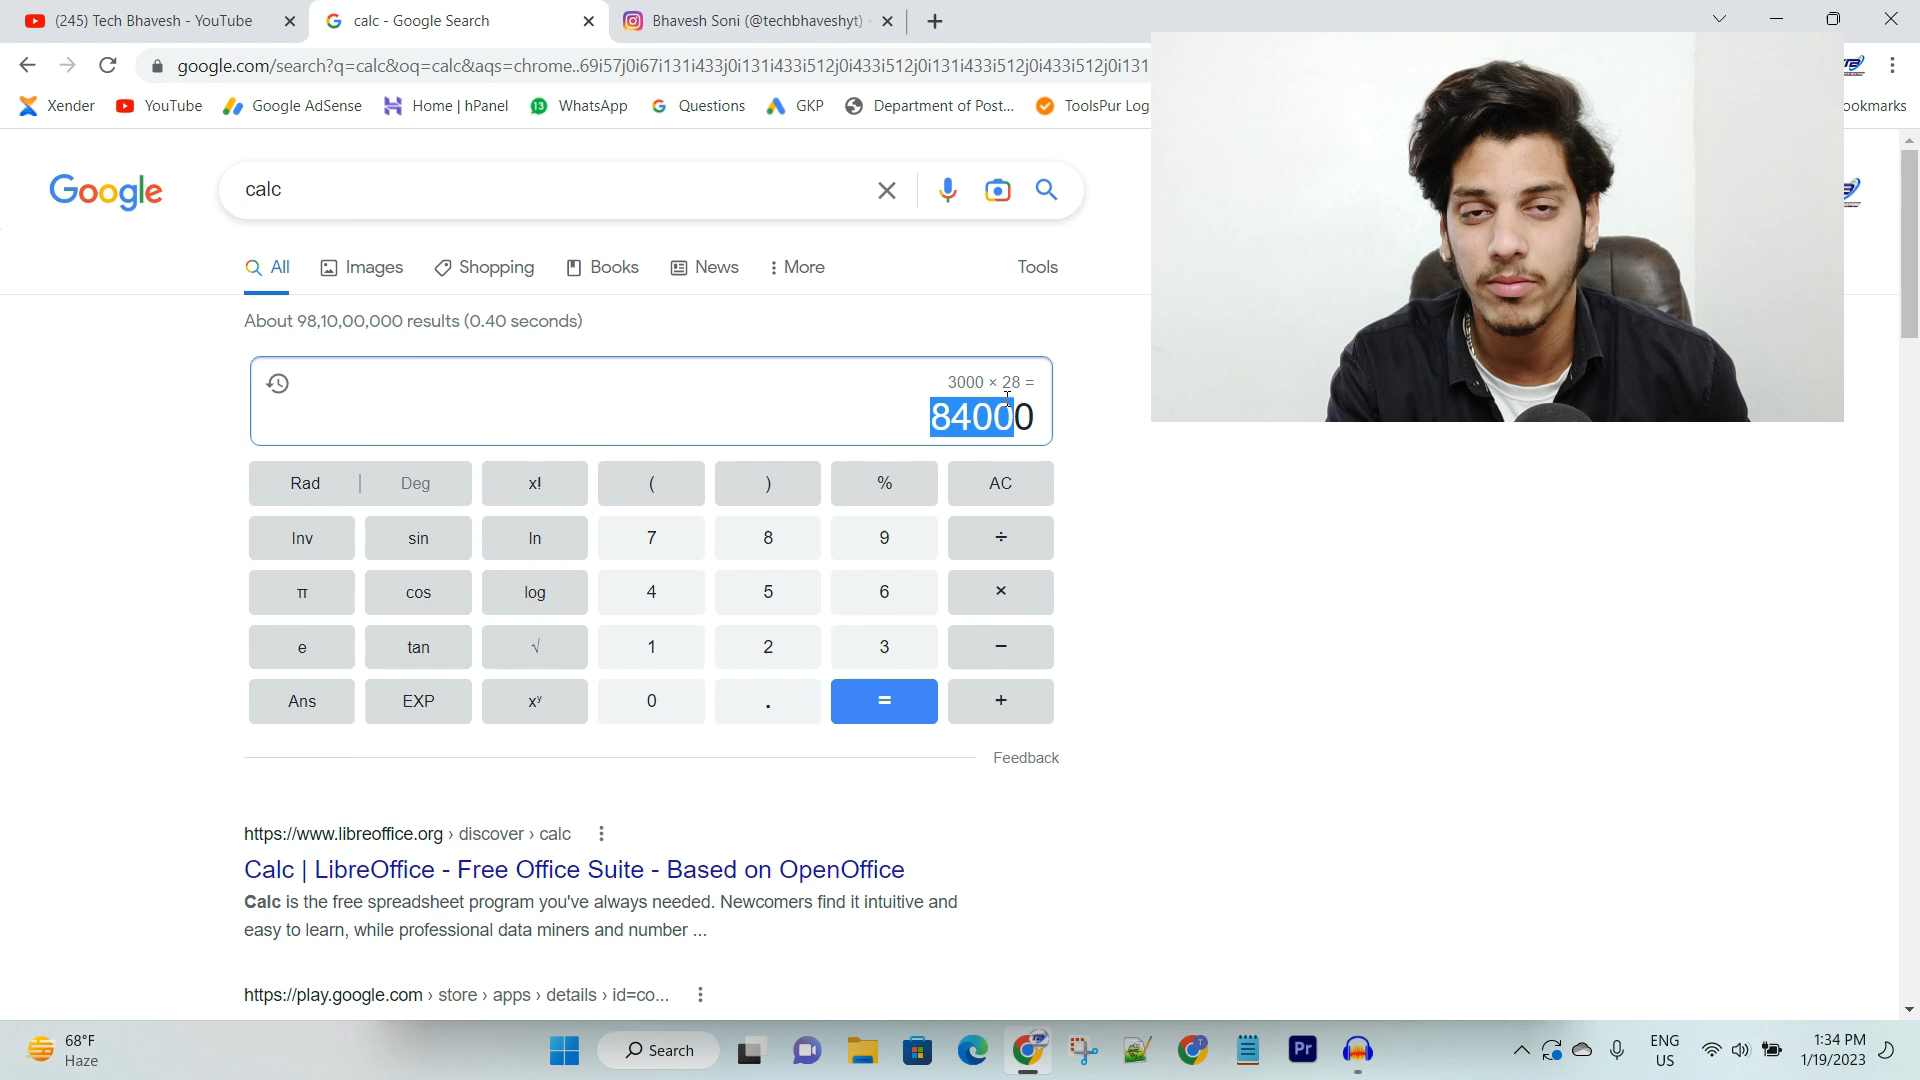 (245) Tech Bhavesh - YouTube
calc - Google Search
Bhavesh Soni (@techbhaveshyt)
google.com/search?q=calc&oq=calc&aqs=chrome..69i57j0i67i131i433j0i131i433i512j0i433i512j0i131i433i512j0i433i512j0i131
Xender
YouTube
Google AdSense
Home | hPanel
13
WhatsApp
Questions
GKP
Department of Post...
ToolsPur Log
ookmarks
Google
calc
All
Images
Shopping
Books
News
More
Tools
About 98,10,00,000 results (0.40 seconds)
3000 × 28 =
84000
Rad | Deg x! ( ) % AC
Inv sin ln 7 8 9 ÷
π cos log 4 5 6 ×
e tan √ 1 2 3 −
Ans EXP xʸ 0 . = +
Feedback
https://www.libreoffice.org › discover › calc
Calc | LibreOffice - Free Office Suite - Based on OpenOffice
Calc is the free spreadsheet program you've always needed. Newcomers find it intuitive and
easy to learn, while professional data miners and number ...
https://play.google.com › store › apps › details › id=co...
68°F
Haze
Search
Pr
ENG
US
1:34 PM
1/19/2023